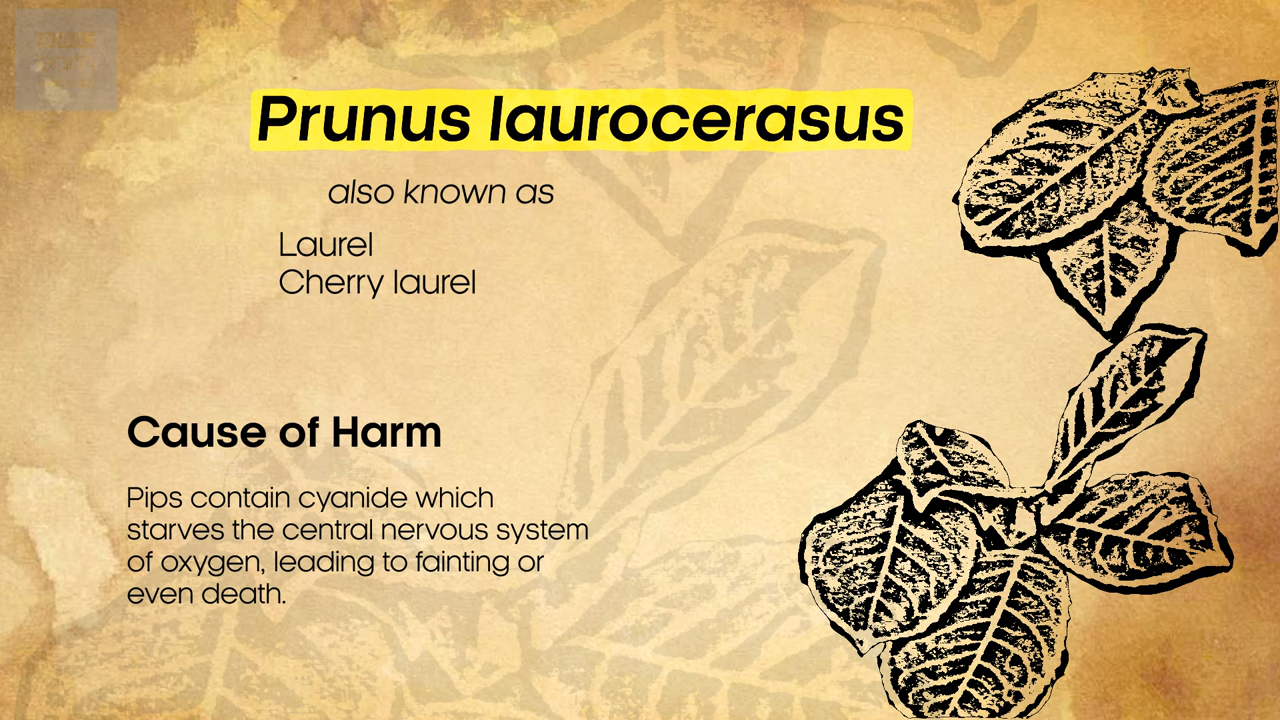 Prunus laurocerasus
also known as
Laurel
Cherry laurel
Cause of Harm
Pips contain cyanide which
starves the central nervous system
of oxygen, leading to fainting or
even death.